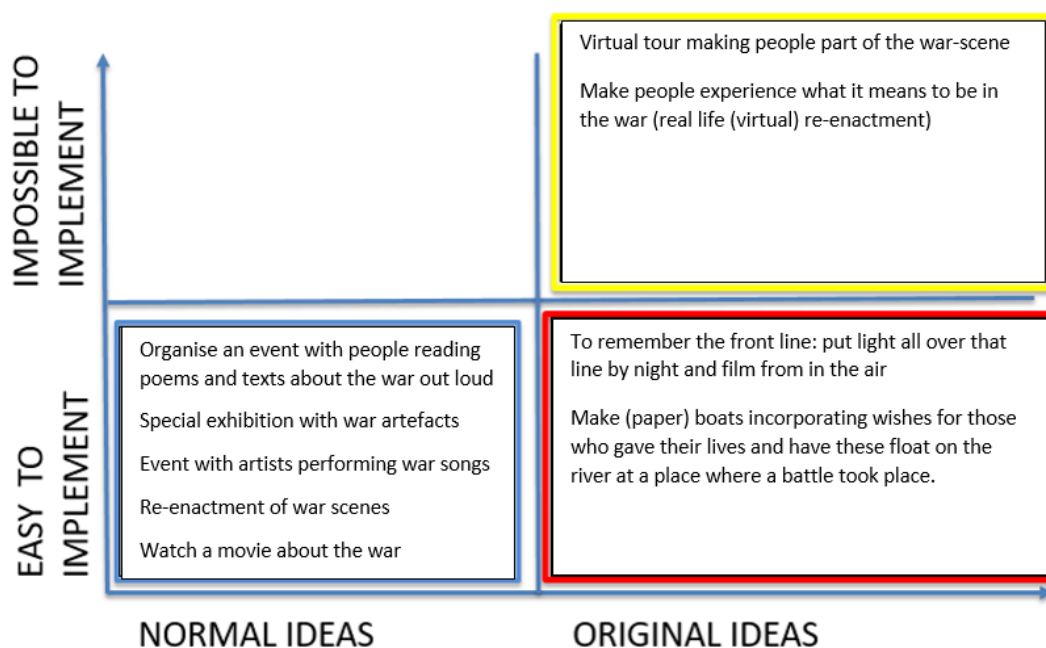 IMPOSSIBLE TO
IMPLEMENT
Virtual tour making people part of the war-scene
Make people experience what it means to be in
the war (real life (virtual) re-enactment)
EASY TO
IMPLEMENT
Organise an event with people reading
poems and texts about the war out loud
Special exhibition with war artefacts
Event with artists performing war songs
Re-enactment of war scenes
Watch a movie about the war
To remember the front line: put light all over that
line by night and film from in the air
Make (paper) boats incorporating wishes for those
who gave their lives and have these float on the
river at a place where a battle took place.
NORMAL IDEAS
ORIGINAL IDEAS